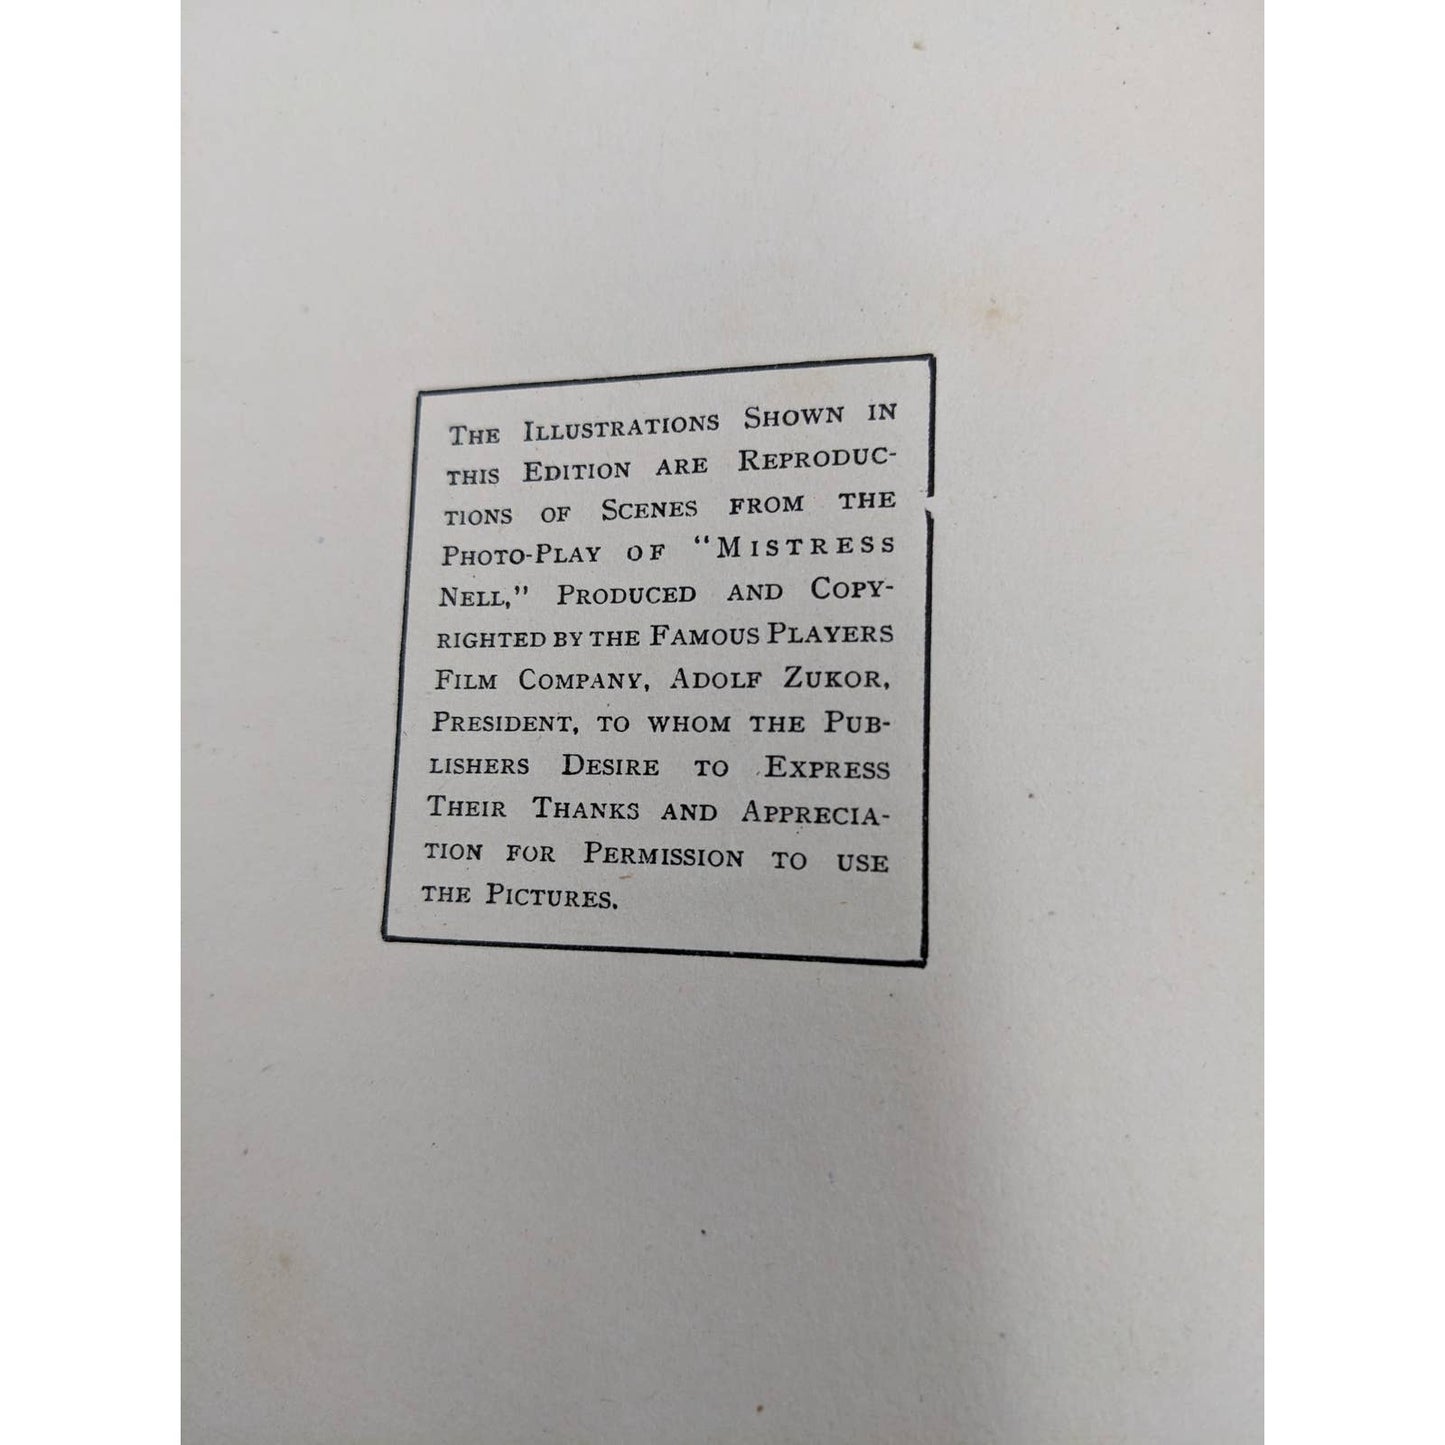 The Illustrations Shown in
this Edition are Reproduc-
tions of Scenes from the
Photo-Play of "Mistress
Nell," Produced and Copy-
righted by the Famous Players
Film Company, Adolf Zukor,
President, to whom the Pub-
lishers Desire to Express
Their Thanks and Apprecia-
tion for Permission to use
the Pictures.